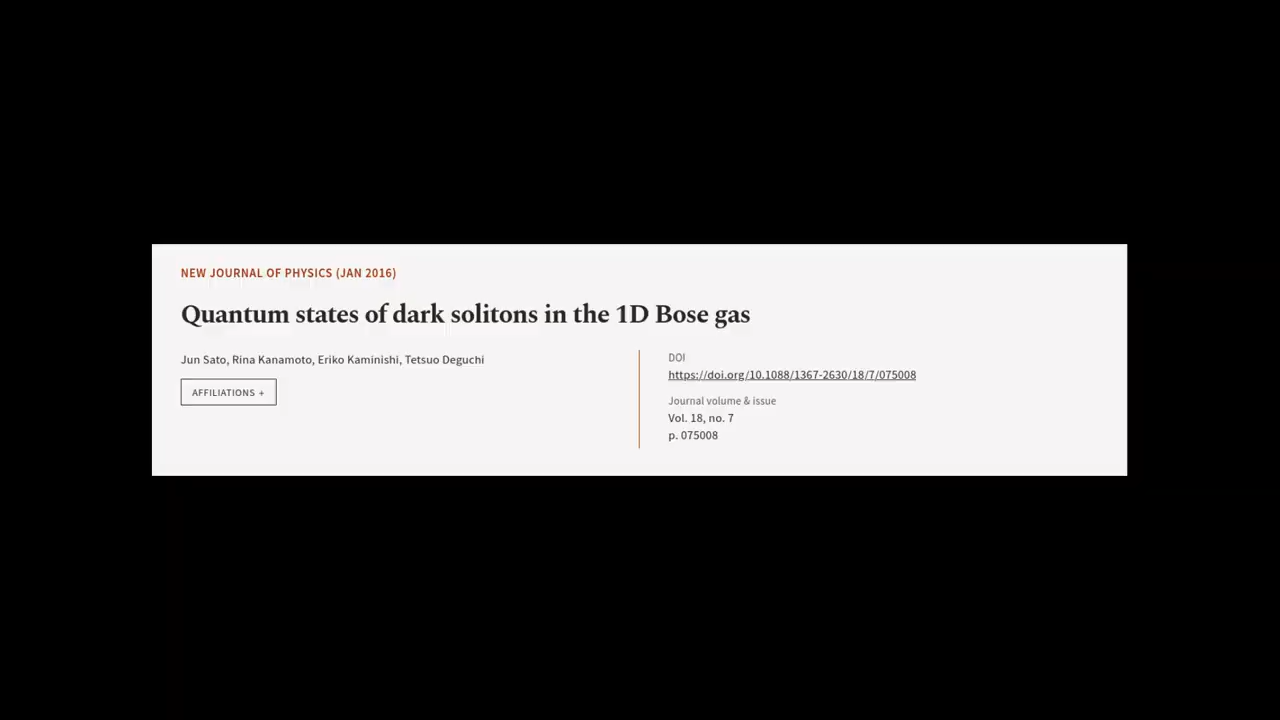 NEW JOURNAL OF PHYSICS (JAN 2016)
Quantum states of dark solitons in the 1D Bose gas
Jun Sato, Rina Kanamoto, Eriko Kaminishi, Tetsuo Deguchi
AFFILIATIONS +
DOI
https://doi.org/10.1088/1367-2630/18/7/075008
Journal volume & issue
Vol. 18, no. 7
p. 075008